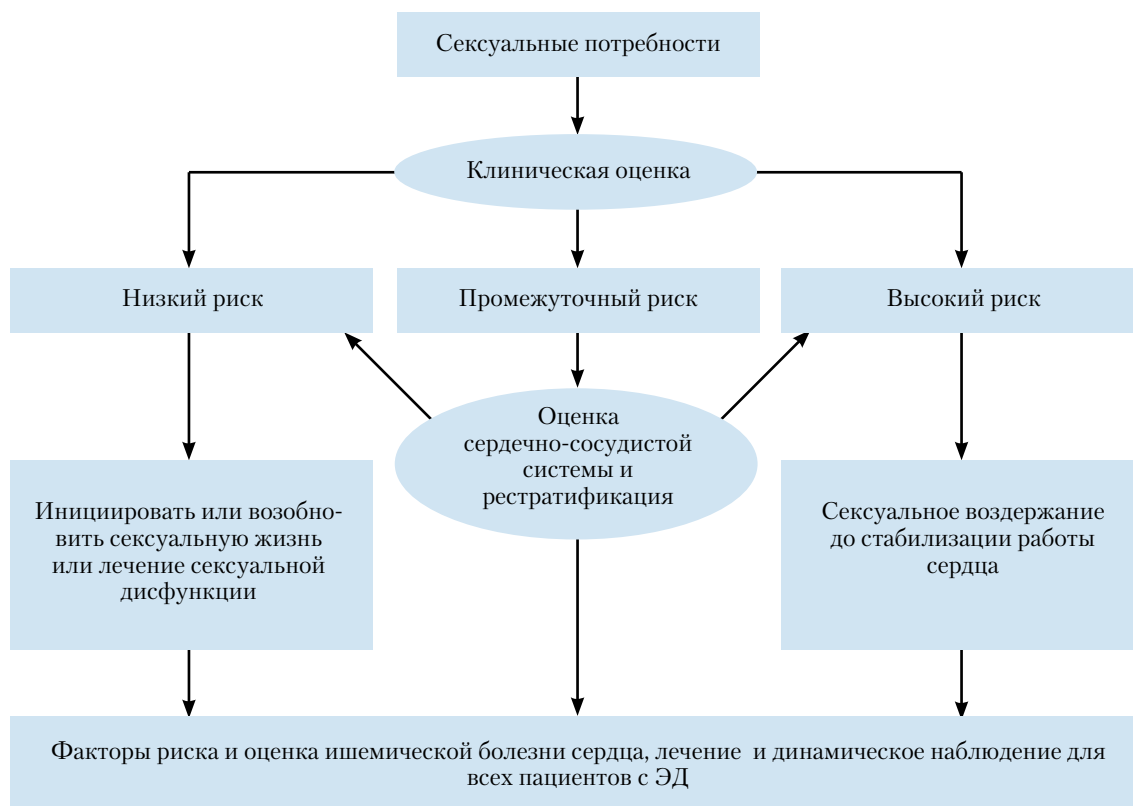 Сексуальные потребности
Клиническая оценка
Низкий риск
Промежуточный риск
Высокий риск
Оценка
сердечно-сосудистой
системы и
рестратификация
Инициировать или возобно-
вить сексуальную жизнь
или лечение сексуальной
дисфункции
Сексуальное воздержание
до стабилизации работы
сердца
Факторы риска и оценка ишемической болезни сердца, лечение и динамическое наблюдение для
всех пациентов с ЭД